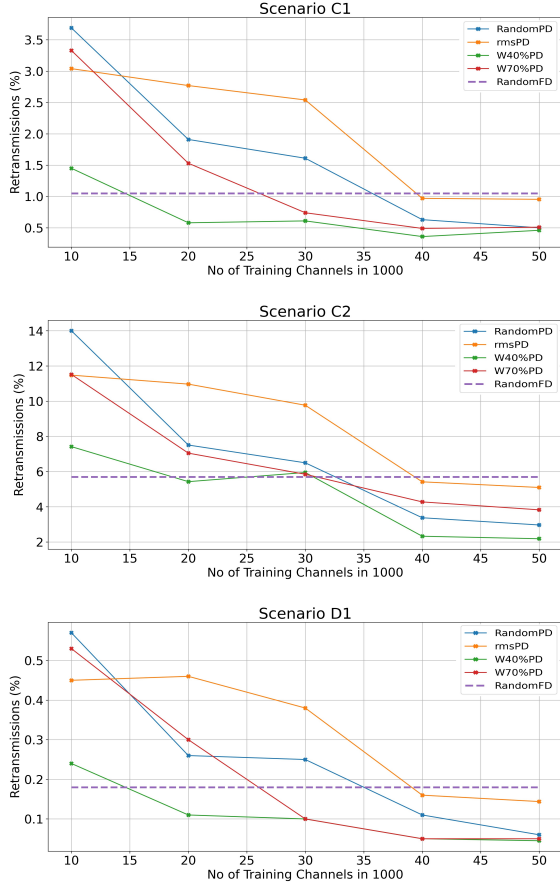 Scenario C1
Retransmissions (%)
3.5
3.0
2.5
2.0
1.5
1.0
0.5
RandomPD
rmsPD
W40%PD
W70%PD
RandomFD
10 15 20 25 30 35 40 45 50
No of Training Channels in 1000
Scenario C2
Retransmissions (%)
14
12
10
8
6
4
2
RandomPD
rmsPD
W40%PD
W70%PD
RandomFD
10 15 20 25 30 35 40 45 50
No of Training Channels in 1000
Scenario D1
Retransmissions (%)
0.5
0.4
0.3
0.2
0.1
RandomPD
rmsPD
W40%PD
W70%PD
RandomFD
10 15 20 25 30 35 40 45 50
No of Training Channels in 1000